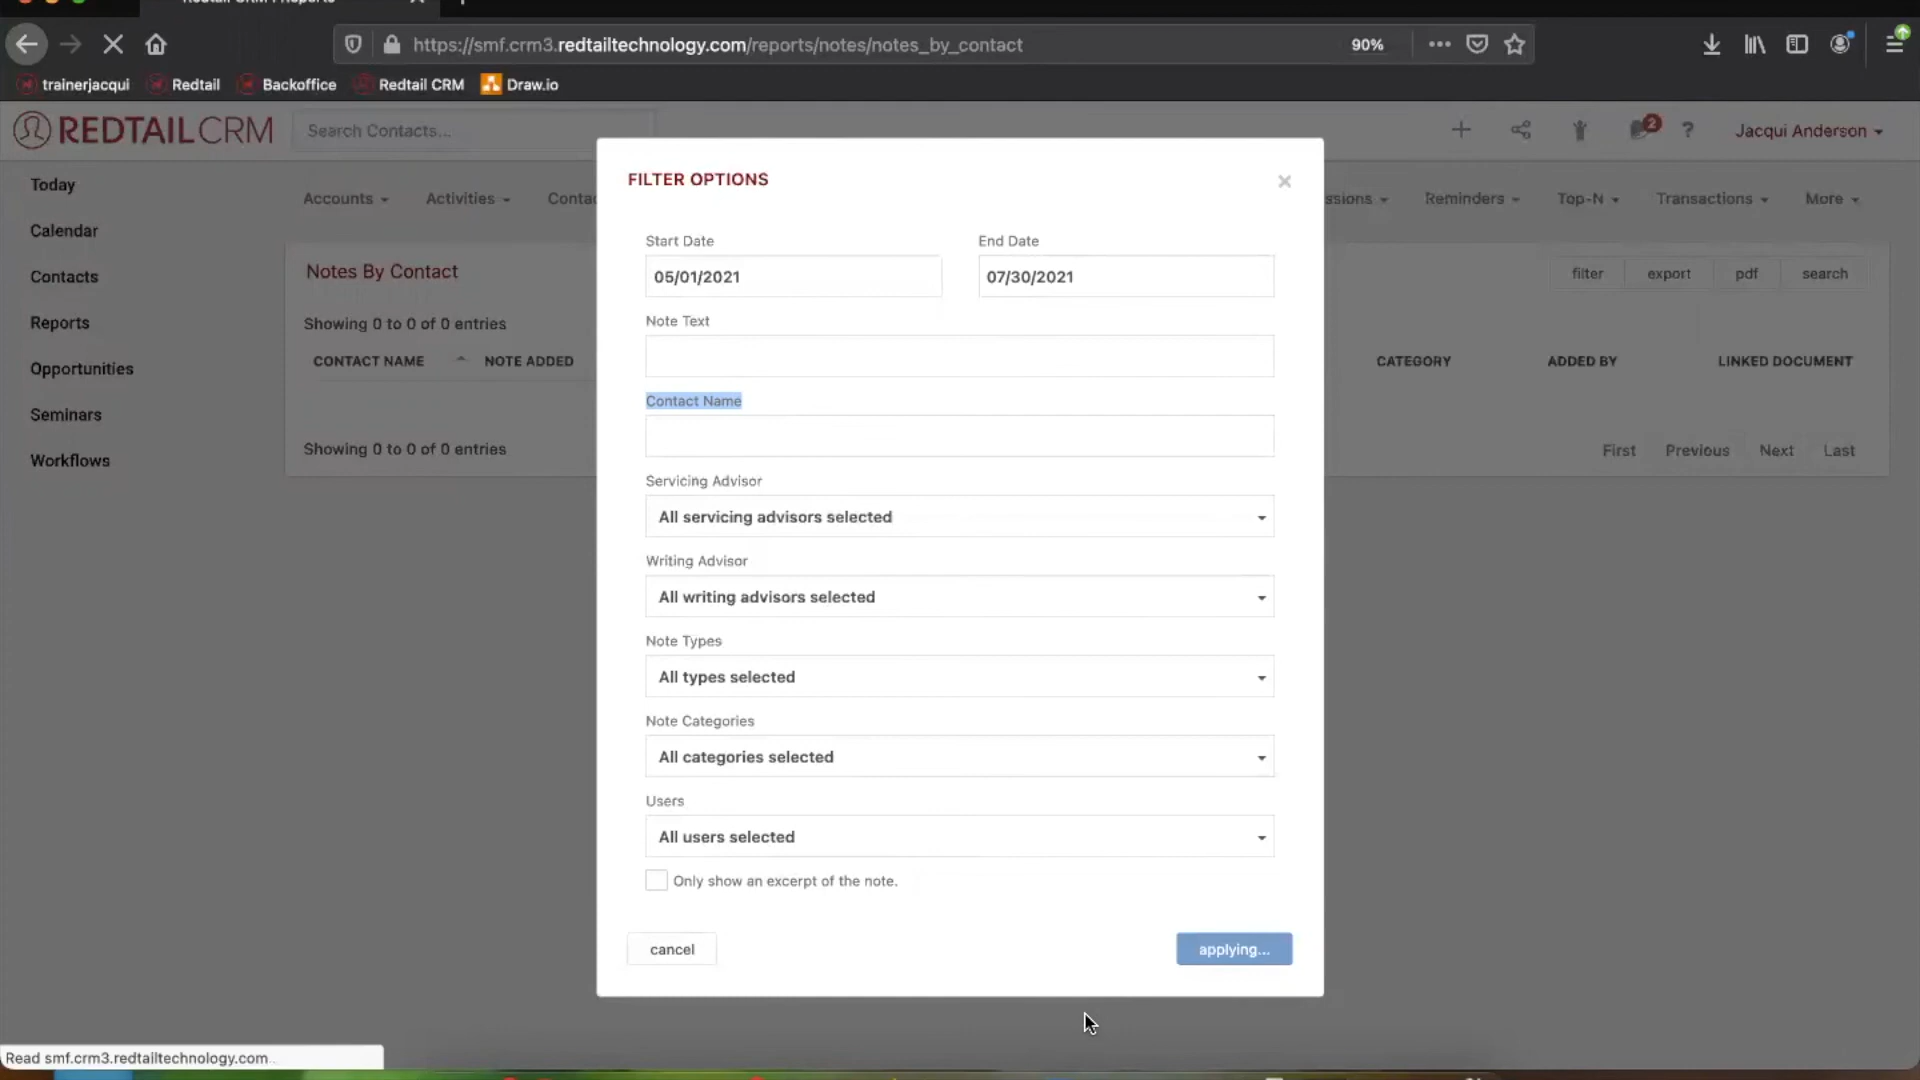 https://smf.crm3.redtailtechnology.com/reports/notes/notes_by_contact
90%
trainerjacqui
Redtail
Backoffice
Redtail CRM
Draw.io
REDTAILCRM
Search Contacts...
2
?
Jacqui Anderson
Today
Calendar
Contacts
Reports
Opportunities
Seminars
Workflows
Accounts
Activities
Reminders
Top-N
Transactions
More
Notes By Contact
filter
export
pdf
search
Showing 0 to 0 of 0 entries
CONTACT NAME
NOTE ADDED
CATEGORY
ADDED BY
LINKED DOCUMENT
Showing 0 to 0 of 0 entries
First
Previous
Next
Last
FILTER OPTIONS
Start Date
End Date
05/01/2021
07/30/2021
Note Text
Contact Name
Servicing Advisor
All servicing advisors selected
Writing Advisor
All writing advisors selected
Note Types
All types selected
Note Categories
All categories selected
Users
All users selected
Only show an excerpt of the note.
cancel
applying...
Read smf.crm3.redtailtechnology.com